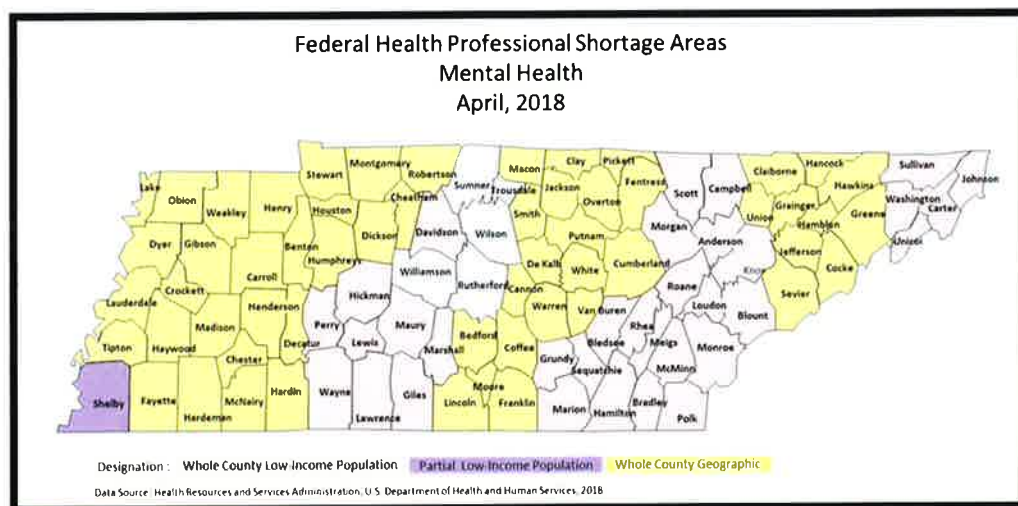 Federal Health Professional Shortage Areas
Mental Health
April, 2018
Lake
Obion
Weakley
Henry
Stewart
Montgomery
Robertson
Sumner
Trousdale
Macon
Clay
Pickett
Fentress
Scott
Campbell
Claiborne
Hancock
Hawkins
Sullivan
Johnson
Washington
Carter
Unicoi
Greene
Hamblen
Grainger
Union
Jefferson
Cocke
Sevier
Knox
Anderson
Morgan
Overton
Jackson
Smith
Putnam
Cumberland
White
De Kalb
Wilson
Davidson
Cheatham
Dickson
Houston
Humphreys
Benton
Carroll
Gibson
Dyer
Crockett
Lauderdale
Tipton
Haywood
Madison
Henderson
Chester
Decatur
Perry
Hickman
Lewis
Maury
Williamson
Rutherford
Cannon
Warren
Van Buren
Bledsoe
Rhea
Roane
Loudon
Blount
Monroe
Meigs
McMinn
Polk
Bradley
Hamilton
Sequatchie
Marion
Grundy
Coffee
Bedford
Moore
Franklin
Lincoln
Marshall
Giles
Lawrence
Wayne
Hardin
McNairy
Hardeman
Fayette
Shelby
Designation : Whole County Low-Income Population Partial Low-Income Population Whole County Geographic
Data Source: Health Resources and Services Administration, U.S. Department of Health and Human Services, 2018